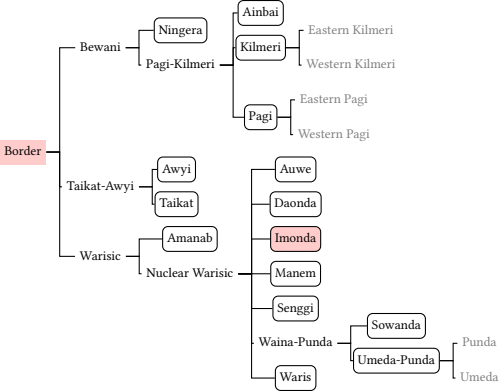 Border
Bewani
Ningera
Pagi-Kilmeri
Ainbai
Kilmeri
Eastern Kilmeri
Western Kilmeri
Pagi
Eastern Pagi
Western Pagi
Taikat-Awyi
Awyi
Taikat
Warisic
Amanab
Nuclear Warisic
Auwe
Daonda
Imonda
Manem
Senggi
Waina-Punda
Sowanda
Umeda-Punda
Punda
Umeda
Waris